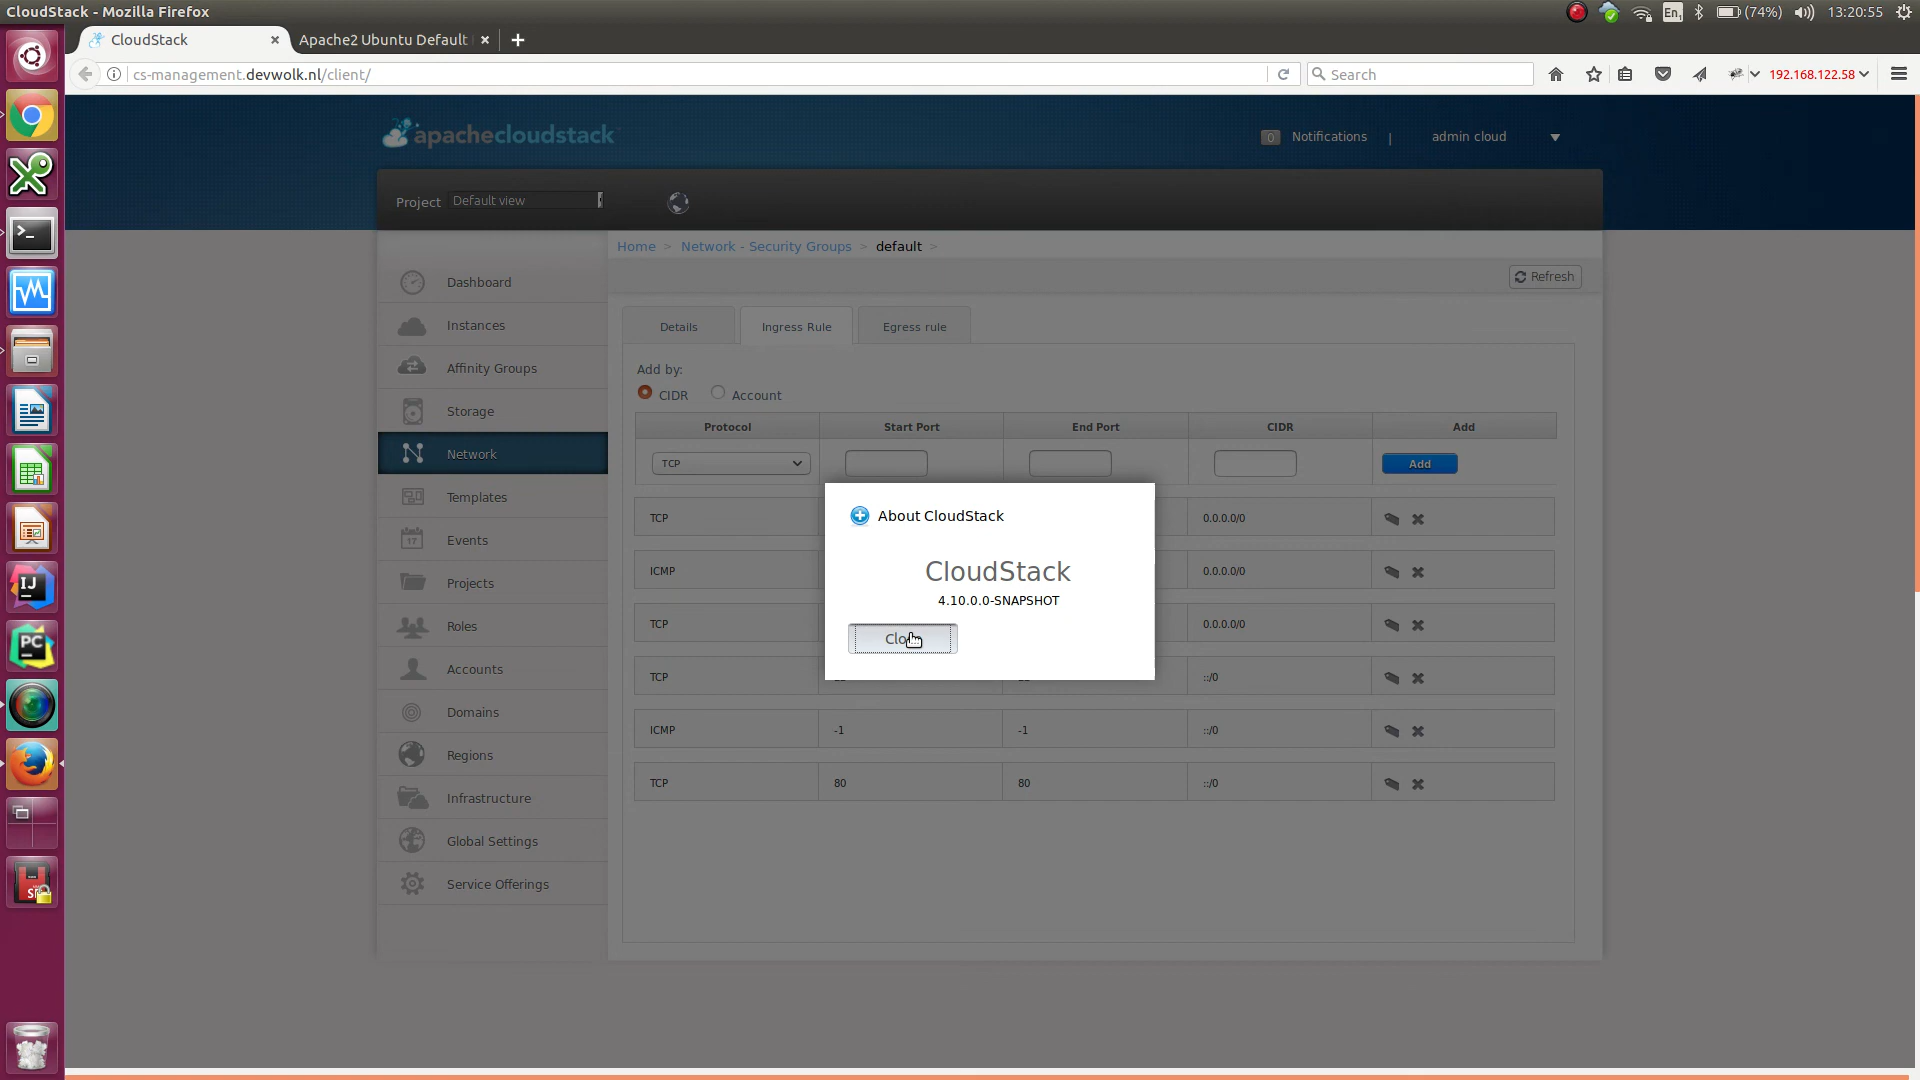 CloudStack - Mozilla Firefox
En1 (74%) 13:20:55
CloudStack
Apache2 Ubuntu Default
cs-management.devwolk.nl/client/
Search
192.168.122.58
apachecloudstack
0 Notifications | admin cloud
Project Default view
Home > Network - Security Groups > default >
Refresh
Dashboard
Instances
Affinity Groups
Storage
Network
Templates
17 Events
Projects
Roles
Accounts
Domains
Regions
Infrastructure
Global Settings
Service Offerings
Details Ingress Rule Egress rule
Add by:
CIDR Account
Protocol Start Port End Port CIDR Add
TCP Add
TCP 0.0.0.0/0
ICMP 0.0.0.0/0
TCP 0.0.0.0/0
TCP ::/0
ICMP -1 -1 ::/0
TCP 80 80 ::/0
About CloudStack
CloudStack
4.10.0.0-SNAPSHOT
IJ
PC